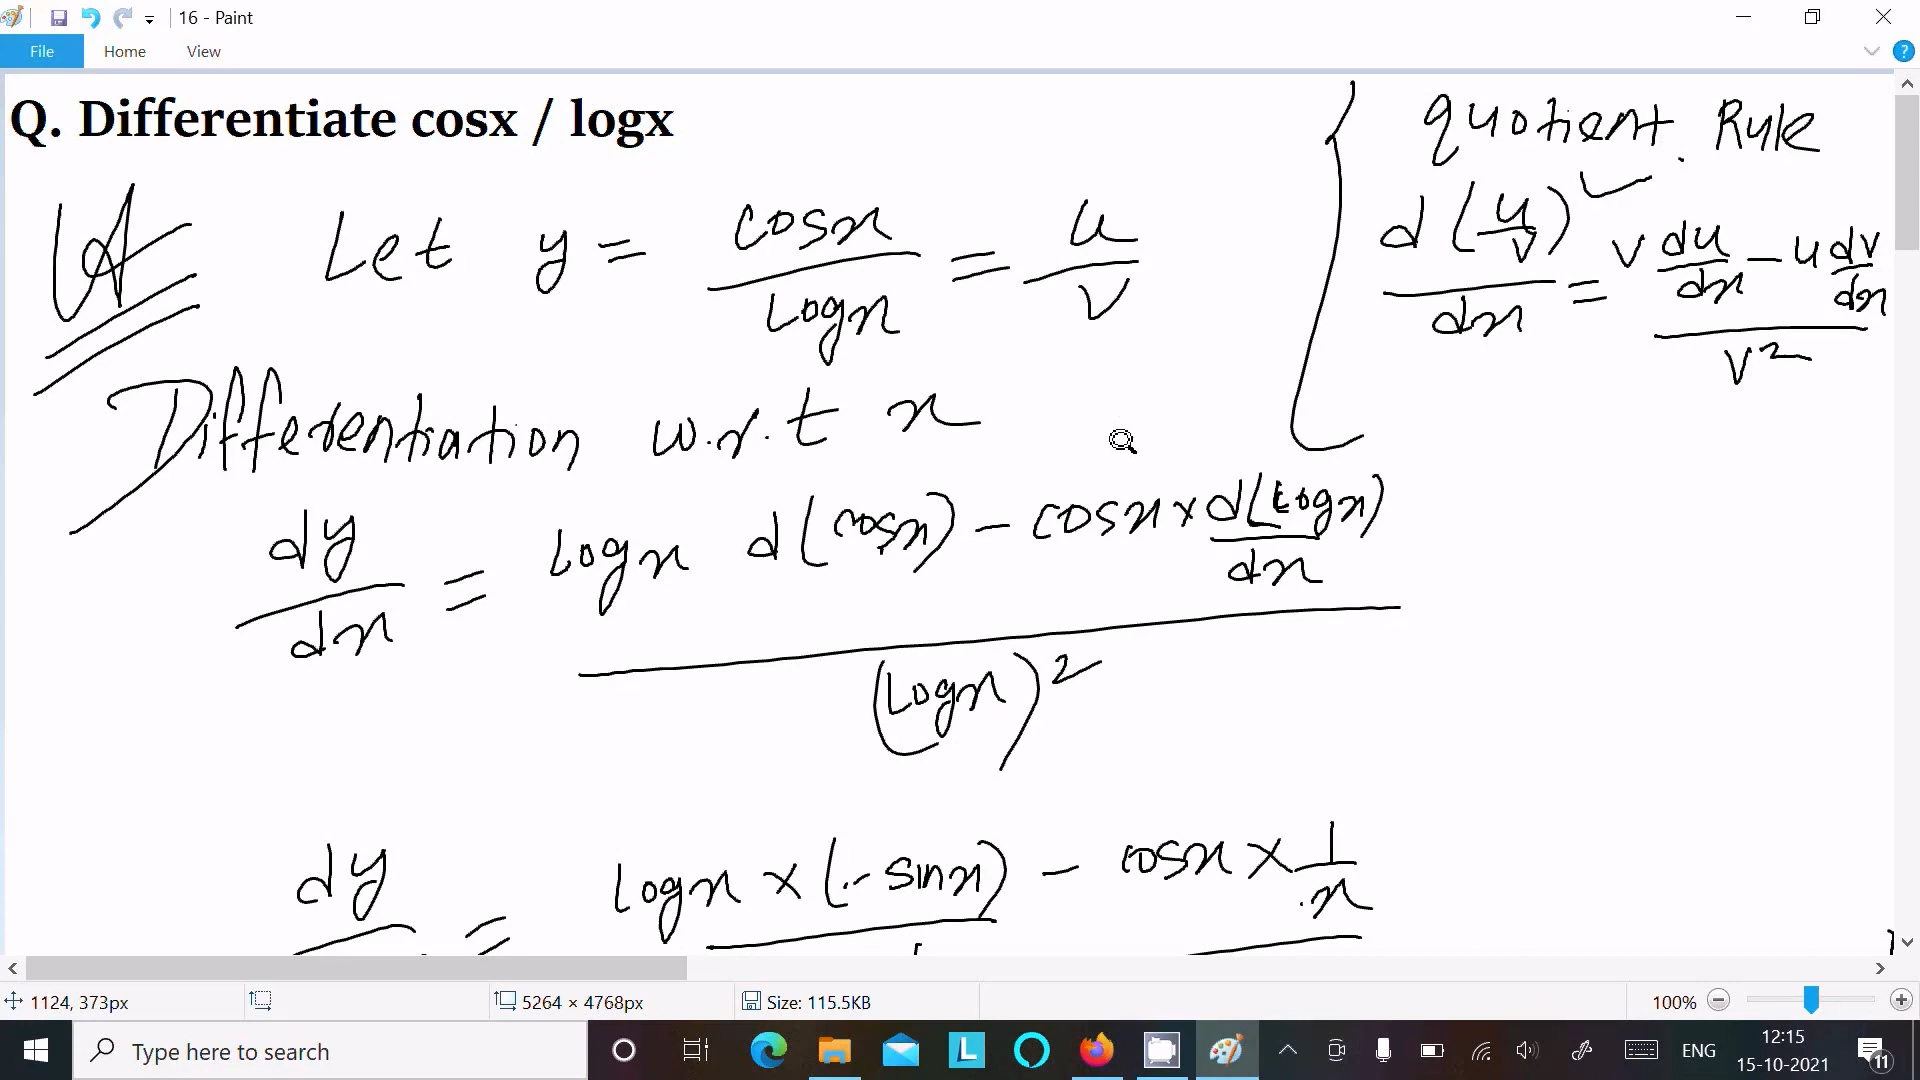 16 - Paint
File Home View
Q. Differentiate cosx / logx
Let y = cosx / logx = u / v
quotient Rule
d(u/v) / dx = v du/dx - u dv/dx / v²
Differentiation w.r.t x
dy/dx = logx d(cosx) - cosx × d(logx)/dx
(logx)²
dy = logx × (-sinx) - cosx × 1/x
1124, 373px 5264 × 4768px Size: 115.5KB 100%
Type here to search
L
ENG
12:15
15-10-2021
11